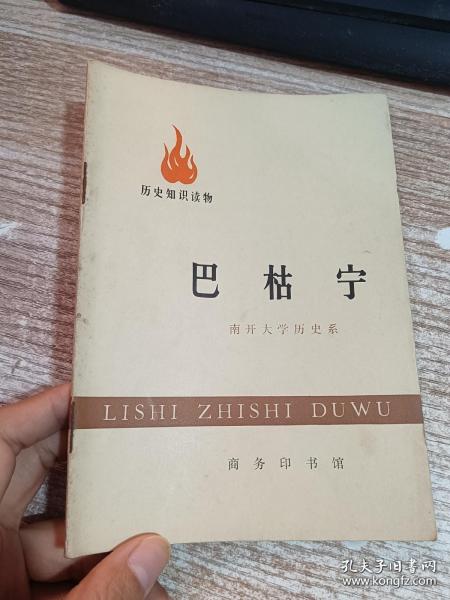 历史知识读物
巴枯宁
南开大学历史系
LISHI ZHISHI DUWU
商务印书馆
孔夫子旧书网
www.kongfz.com